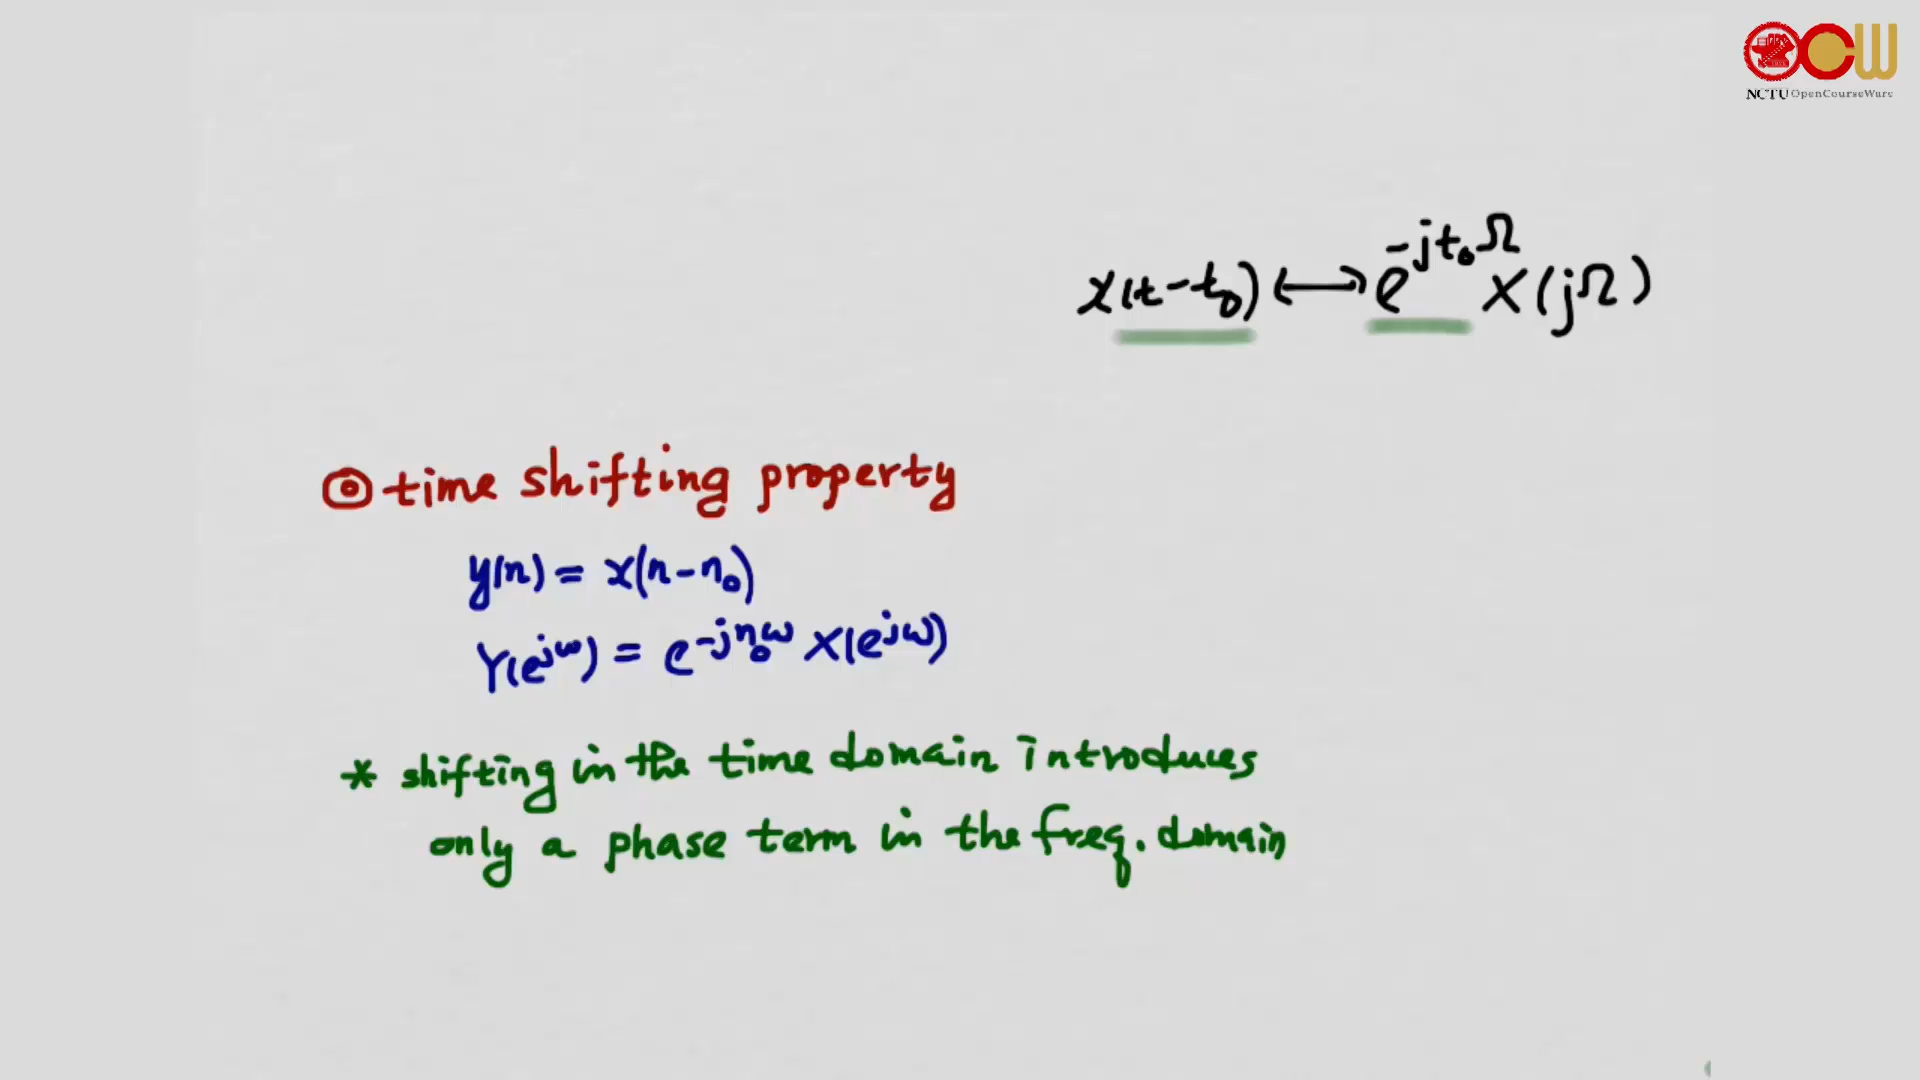 NCTU OpenCourseWare
x(t-t₀) ⟷ e^{-jt₀Ω} X(jΩ)
⊙ time shifting property
y(n) = x(n-n₀)
Y(e^{jω}) = e^{-jn₀ω} X(e^{jω})
* shifting in the time domain introduces
only a phase term in the freq. domain